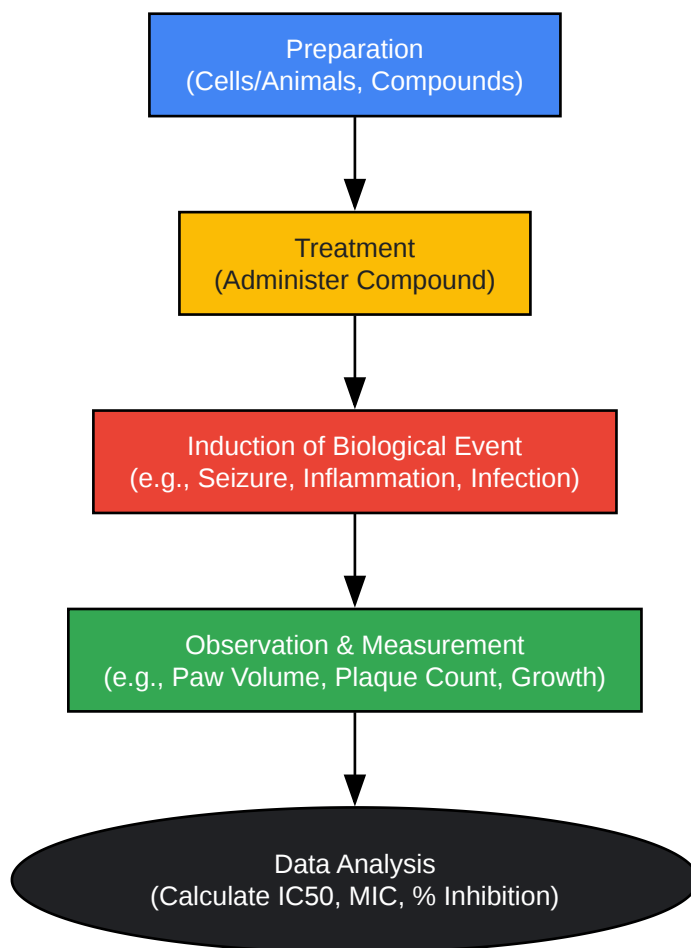 Preparation
(Cells/Animals, Compounds)
Treatment
(Administer Compound)
Induction of Biological Event
(e.g., Seizure, Inflammation, Infection)
Observation & Measurement
(e.g., Paw Volume, Plaque Count, Growth)
Data Analysis
(Calculate IC50, MIC, % Inhibition)